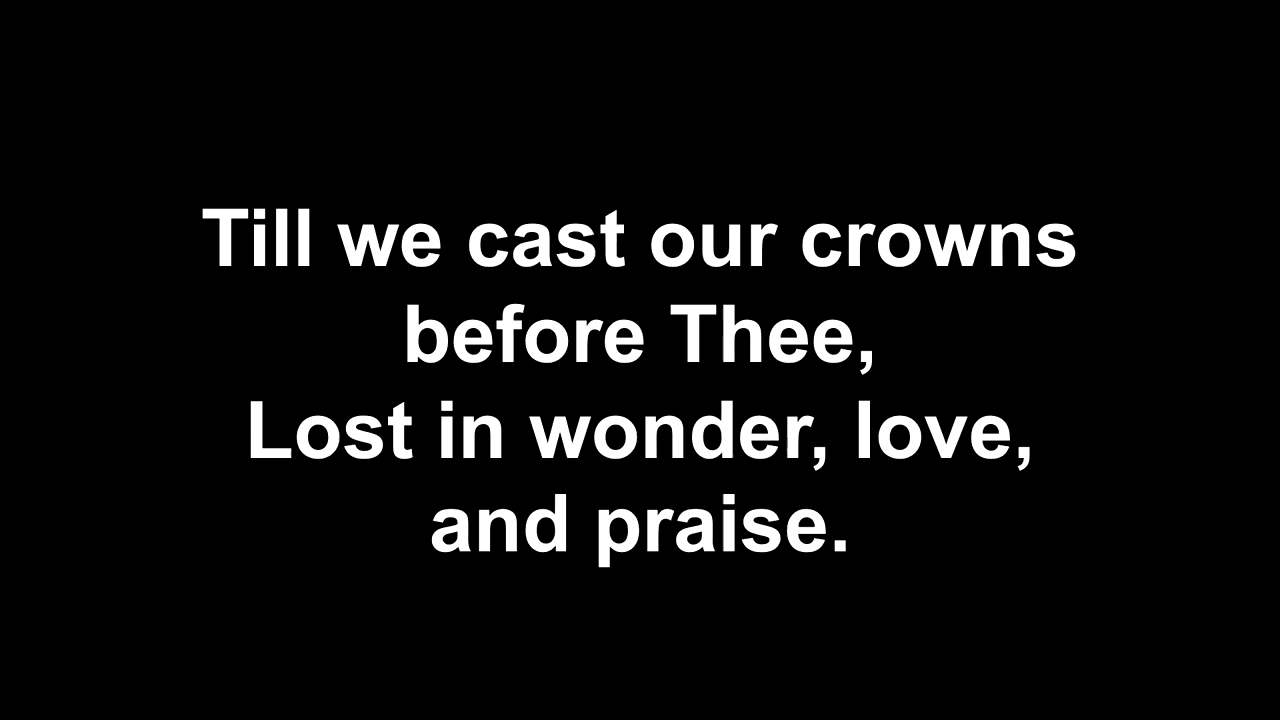 Till we cast our crowns
before Thee,
Lost in wonder, love,
and praise.